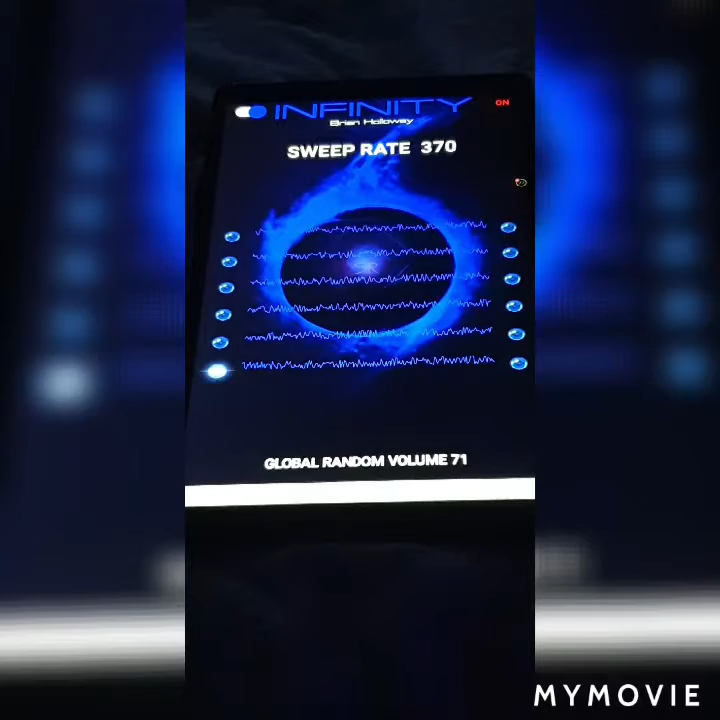 INFINITY
ON
Brian Holloway
SWEEP RATE 370
GLOBAL RANDOM VOLUME 71
MYMOVIE